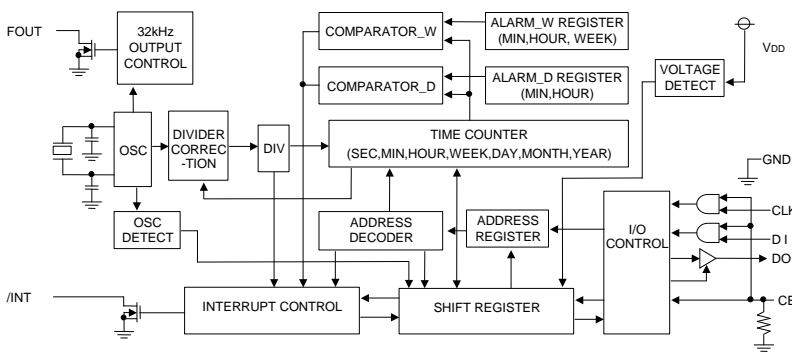 FOUT
32kHz
OUTPUT
CONTROL
COMPARATOR_W
ALARM_W REGISTER
(MIN,HOUR, WEEK)
VDD
VOLTAGE
DETECT
COMPARATOR_D
ALARM_D REGISTER
(MIN,HOUR)
OSC
DIVIDER
CORREC
-TION
DIV
TIME COUNTER
(SEC,MIN,HOUR,WEEK,DAY,MONTH,YEAR)
GND
OSC
DETECT
ADDRESS
DECODER
ADDRESS
REGISTER
I/O
CONTROL
CLK
D I
DO
/INT
INTERRUPT CONTROL
SHIFT REGISTER